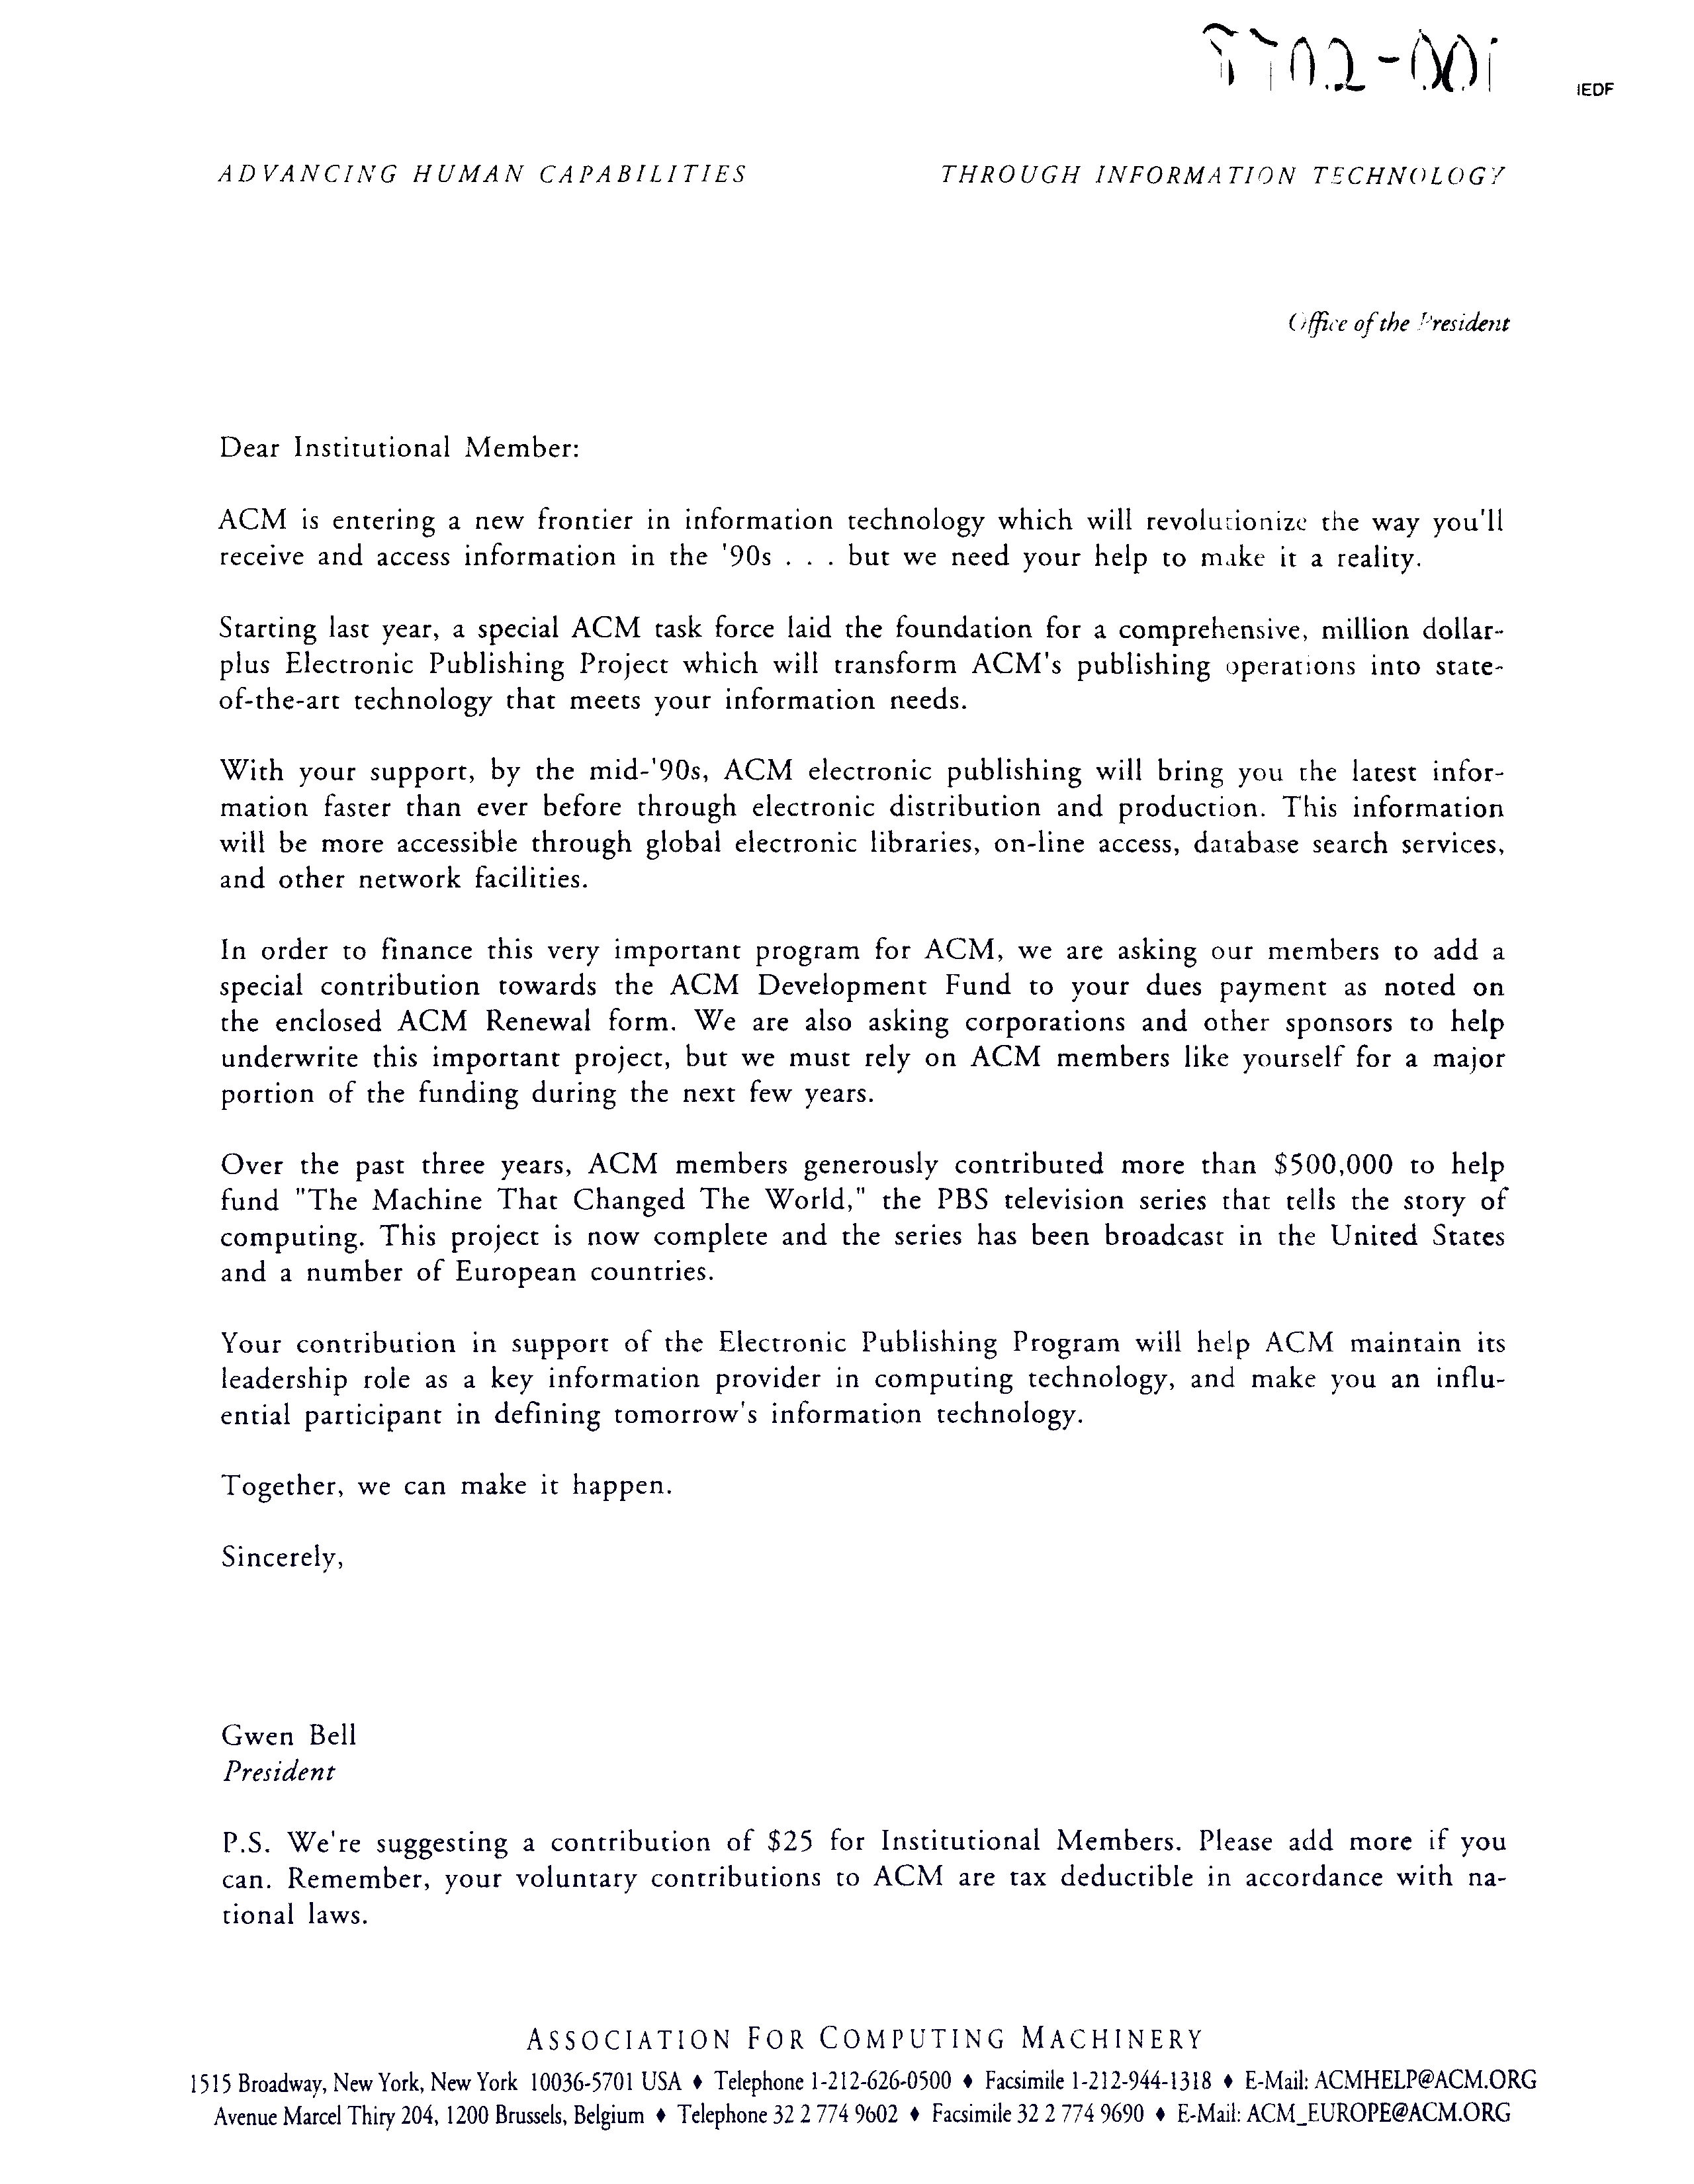 IEDF
ADVANCING HUMAN CAPABILITIES THROUGH INFORMATION TECHNOLOGY
Office of the President
Dear Institutional Member:
ACM is entering a new frontier in information technology which will revolutionize the way you'll
receive and access information in the '90s . . . but we need your help to make it a reality.
Starting last year, a special ACM task force laid the foundation for a comprehensive, million dollar-
plus Electronic Publishing Project which will transform ACM's publishing operations into state-
of-the-art technology that meets your information needs.
With your support, by the mid-'90s, ACM electronic publishing will bring you the latest infor-
mation faster than ever before through electronic distribution and production. This information
will be more accessible through global electronic libraries, on-line access, database search services,
and other network facilities.
In order to finance this very important program for ACM, we are asking our members to add a
special contribution towards the ACM Development Fund to your dues payment as noted on
the enclosed ACM Renewal form. We are also asking corporations and other sponsors to help
underwrite this important project, but we must rely on ACM members like yourself for a major
portion of the funding during the next few years.
Over the past three years, ACM members generously contributed more than $500,000 to help
fund "The Machine That Changed The World," the PBS television series that tells the story of
computing. This project is now complete and the series has been broadcast in the United States
and a number of European countries.
Your contribution in support of the Electronic Publishing Program will help ACM maintain its
leadership role as a key information provider in computing technology, and make you an influ-
ential participant in defining tomorrow's information technology.
Together, we can make it happen.
Sincerely,
Gwen Bell
President
P.S. We're suggesting a contribution of $25 for Institutional Members. Please add more if you
can. Remember, your voluntary contributions to ACM are tax deductible in accordance with na-
tional laws.
ASSOCIATION FOR COMPUTING MACHINERY
1515 Broadway, New York, New York 10036-5701 USA ♦ Telephone 1-212-626-0500 ♦ Facsimile 1-212-944-1318 ♦ E-Mail: ACMHELP@ACM.ORG
Avenue Marcel Thiry 204, 1200 Brussels, Belgium ♦ Telephone 32 2 774 9602 ♦ Facsimile 32 2 774 9690 ♦ E-Mail: ACM_EUROPE@ACM.ORG